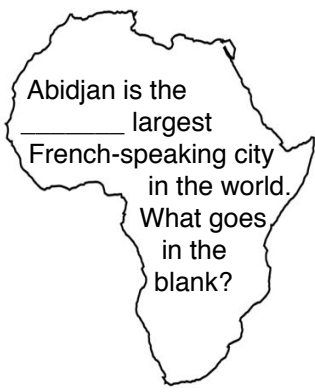 Abidjan is the
_______ largest
French-speaking city
in the world.
What goes
in the
blank?